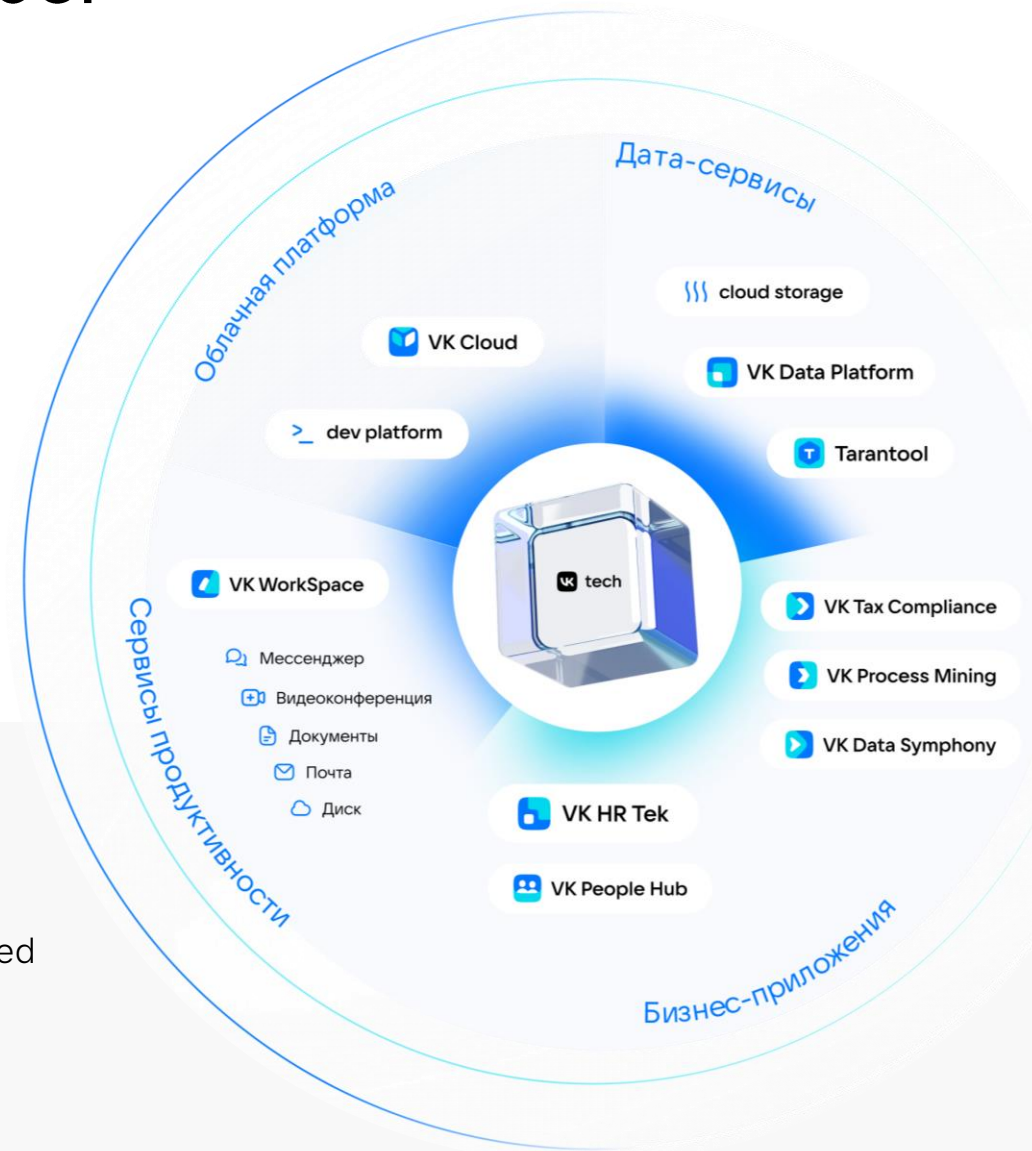 Облачная платформа
VK Cloud
dev platform
Дата-сервисы
cloud storage
VK Data Platform
Tarantool
tech
VK WorkSpace
Мессенджер
Видеоконференция
Документы
Почта
Диск
Сервисы продуктивности
VK Tax Compliance
VK Process Mining
VK Data Symphony
VK HR Tek
VK People Hub
Бизнес-приложения
ed